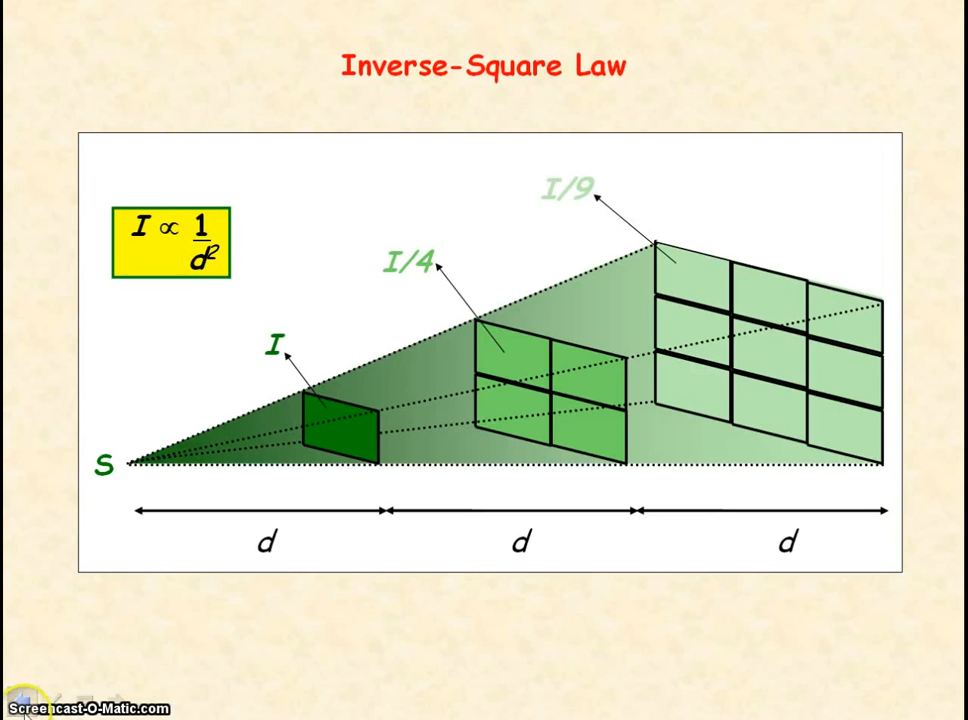 Inverse-Square Law
I/9
I ∝ 1/d²
I/4
I
S
d d d
Screencast-O-Matic.com